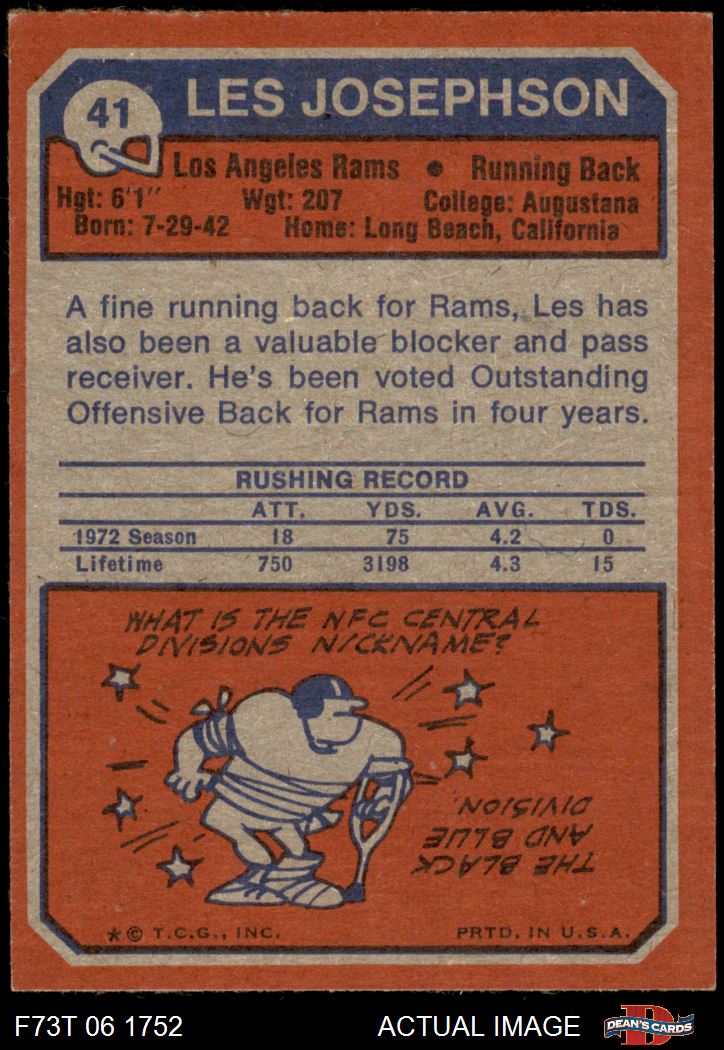 41
LES JOSEPHSON
Los Angeles Rams • Running Back
Hgt: 6'1" Wgt: 207 College: Augustana
Born: 7-29-42 Home: Long Beach, California
A fine running back for Rams, Les has
also been a valuable blocker and pass
receiver. He's been voted Outstanding
Offensive Back for Rams in four years.
RUSHING RECORD
ATT. YDS. AVG. TDS.
1972 Season 18 75 4.2 0
Lifetime 750 3198 4.3 15
WHAT IS THE NFC CENTRAL
DIVISIONS NICKNAME?
THE BLACK
AND BLUE
DIVISION.
* © T.C.G., INC. PRTD. IN U.S.A.
F73T 06 1752 ACTUAL IMAGE
D
DEAN'S CARDS